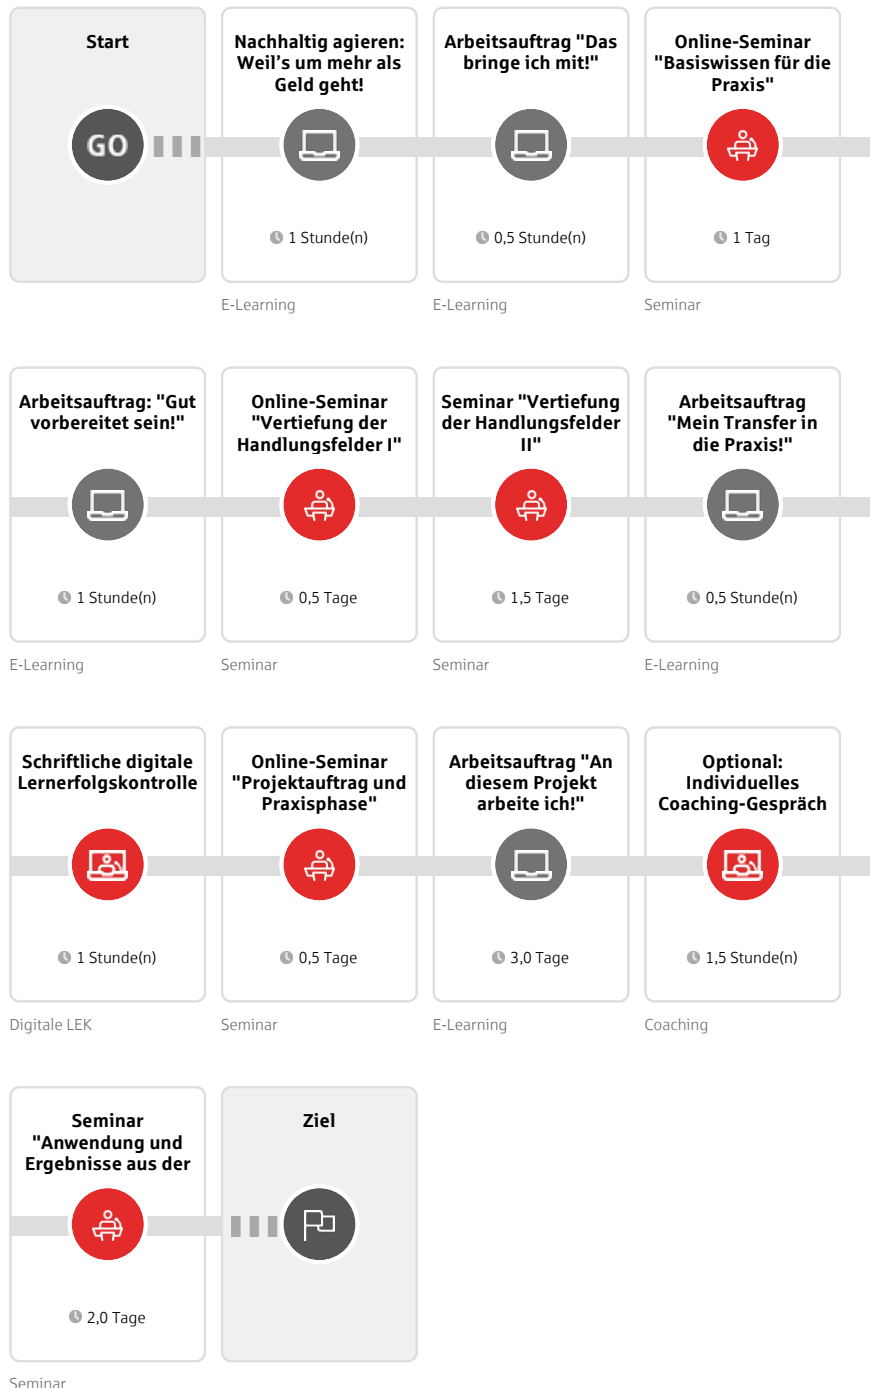 Start
GO
Nachhaltig agieren:
Weil's um mehr als
Geld geht!
1 Stunde(n)
E-Learning
Arbeitsauftrag "Das
bringe ich mit!"
0,5 Stunde(n)
E-Learning
Online-Seminar
"Basiswissen für die
Praxis"
1 Tag
Seminar
Arbeitsauftrag: "Gut
vorbereitet sein!"
1 Stunde(n)
E-Learning
Online-Seminar
"Vertiefung der
Handlungsfelder I"
0,5 Tage
Seminar
Seminar "Vertiefung
der Handlungsfelder
II"
1,5 Tage
Seminar
Arbeitsauftrag
"Mein Transfer in
die Praxis!"
0,5 Stunde(n)
E-Learning
Schriftliche digitale
Lernerfolgskontrolle
1 Stunde(n)
Digitale LEK
Online-Seminar
"Projektauftrag und
Praxisphase"
0,5 Tage
Seminar
Arbeitsauftrag "An
diesem Projekt
arbeite ich!"
3,0 Tage
E-Learning
Optional:
Individuelles
Coaching-Gespräch
1,5 Stunde(n)
Coaching
Seminar
"Anwendung und
Ergebnisse aus der
2,0 Tage
Seminar
Ziel